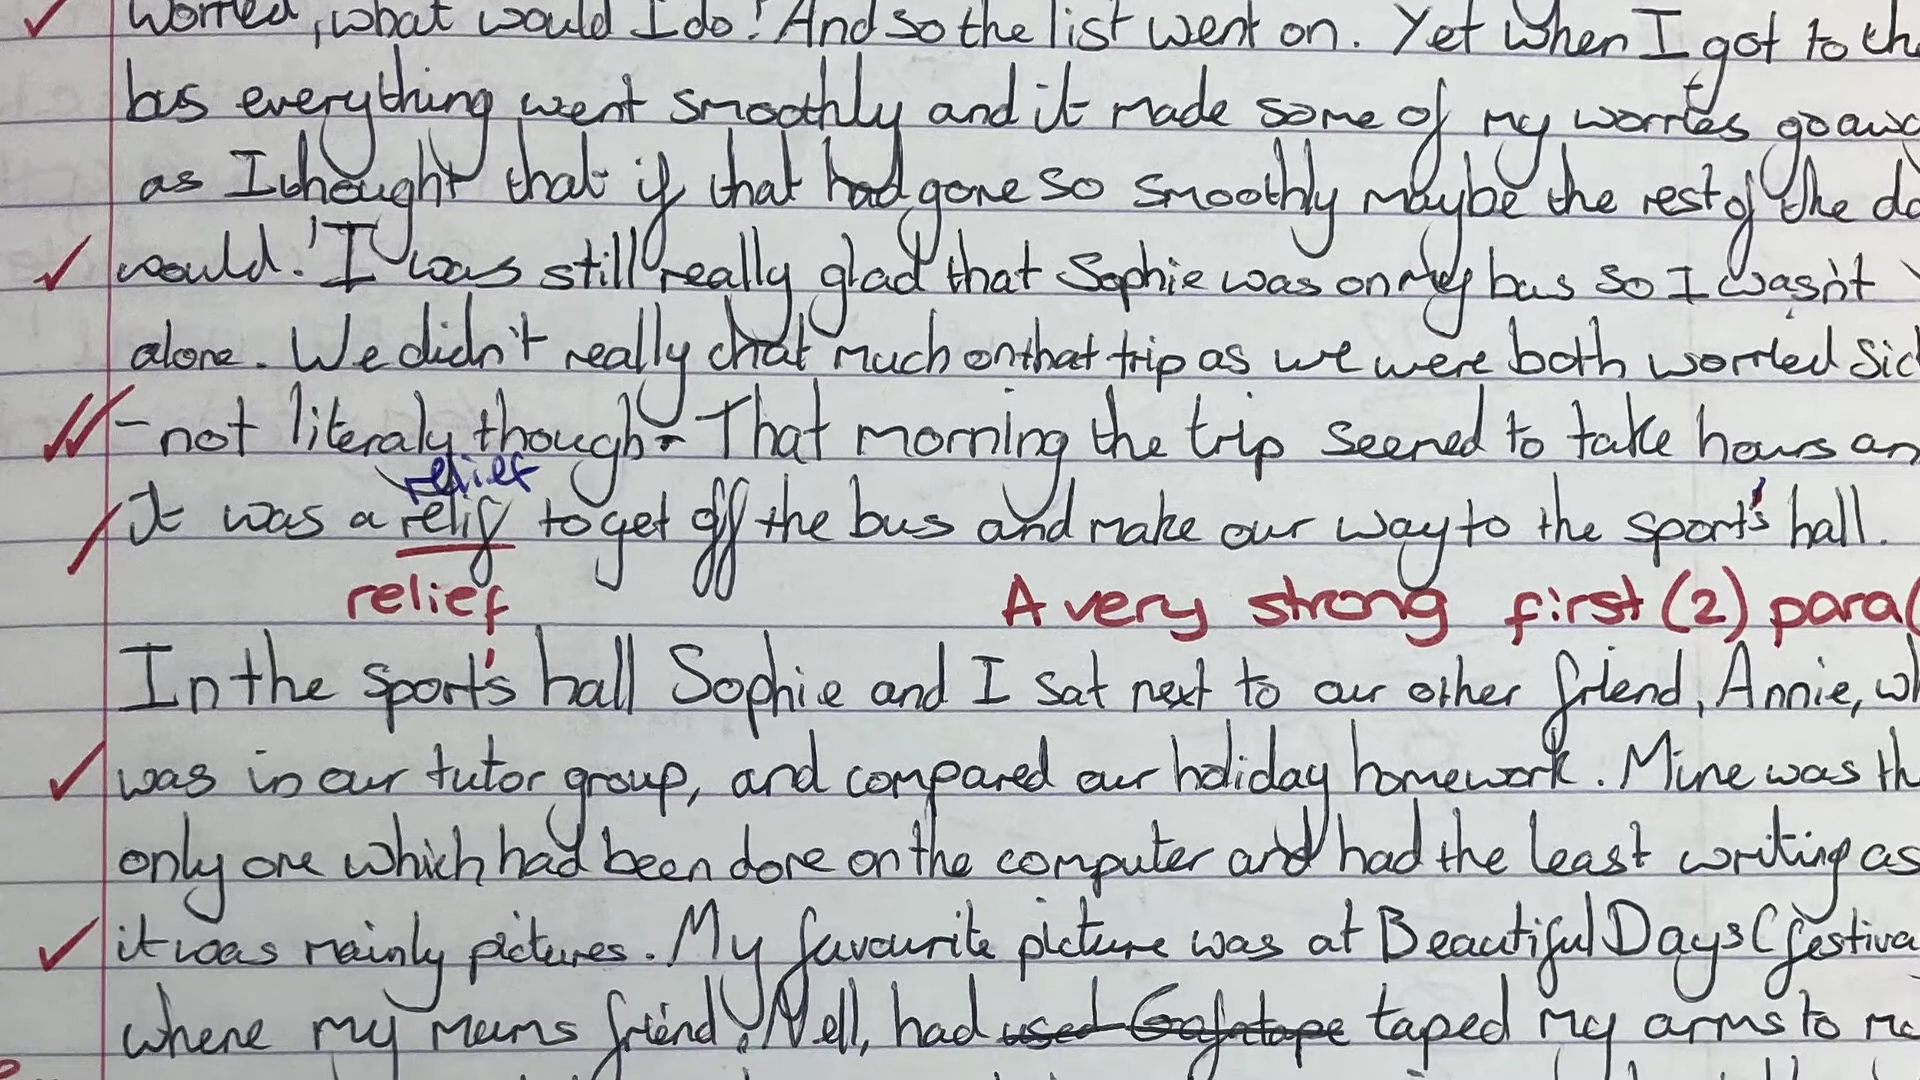 worried, what would I do! And so the list went on. Yet when I got to the
bus everything went smoothly and it made some of my worries go
as I thought that if that had gone so smoothly maybe the rest of the
would. I was still really glad that Sophie was on my bus so I wasn't
alone. We didn't really chat much on that trip as we were both worried
- not literaly though - That morning the trip seemed to take hours
relief
It was a relif to get off the bus and make our way to the sport's hall.
relief A very strong first (2) para(
In the sport's hall Sophie and I sat next to our other friend, Annie,
was in our tutor group, and compared our holiday homework. Mine was
only one which had been done on the computer and had the least writing as
it was mainly pictures. My favourite picture was at Beautiful Days (
where my mums friend, Nell, had used taped my arms to